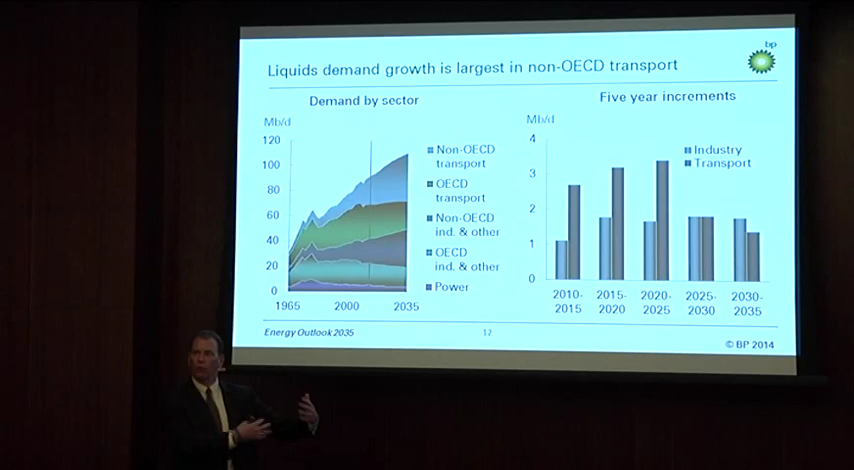 bp
Liquids demand growth is largest in non-OECD transport
Demand by sector
Mb/d
120
100
80
60
40
20
0
1965
2000
2035
Non-OECD
transport
OECD
transport
Non-OECD
ind. & other
OECD
ind. & other
Power
Five year increments
Mb/d
4
3
2
1
0
Industry
Transport
2010-
2015
2015-
2020
2020-
2025
2025-
2030
2030-
2035
Energy Outlook 2035
17
© BP 2014